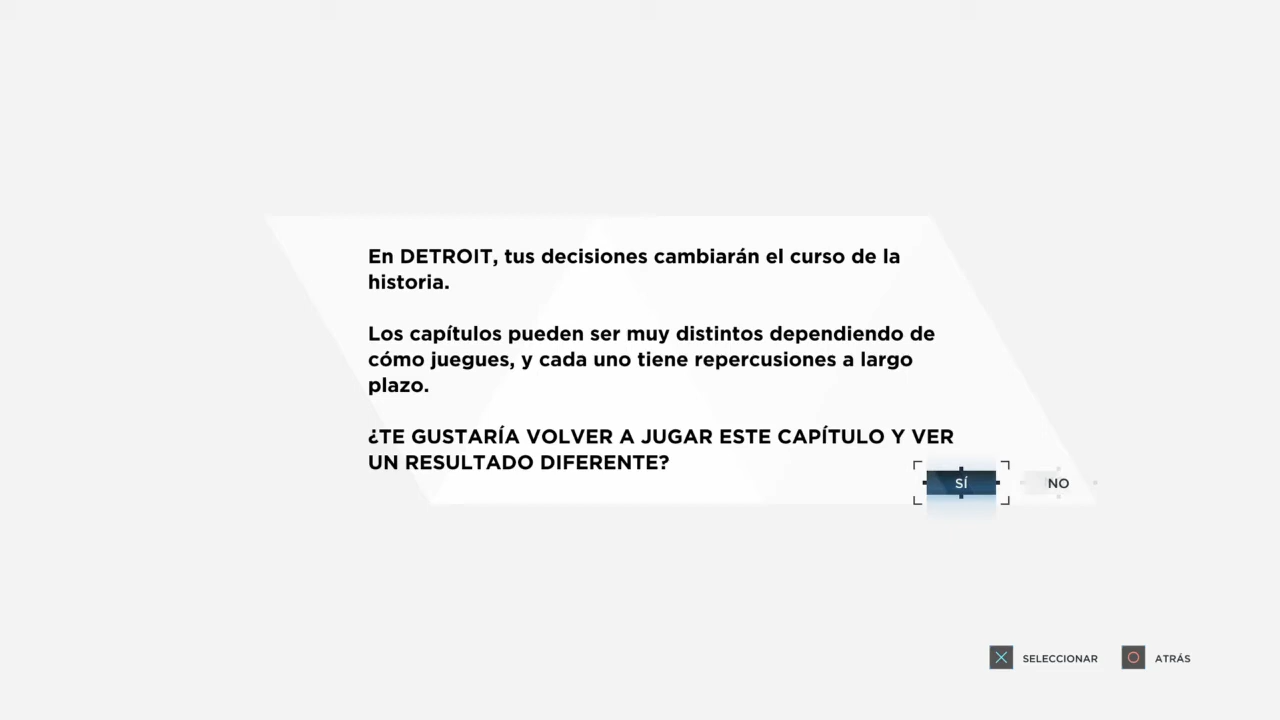 En DETROIT, tus decisiones cambiarán el curso de la
historia.
Los capítulos pueden ser muy distintos dependiendo de
cómo juegues, y cada uno tiene repercusiones a largo
plazo.
¿TE GUSTARÍA VOLVER A JUGAR ESTE CAPÍTULO Y VER
UN RESULTADO DIFERENTE?
SÍ NO
SELECCIONAR ATRÁS